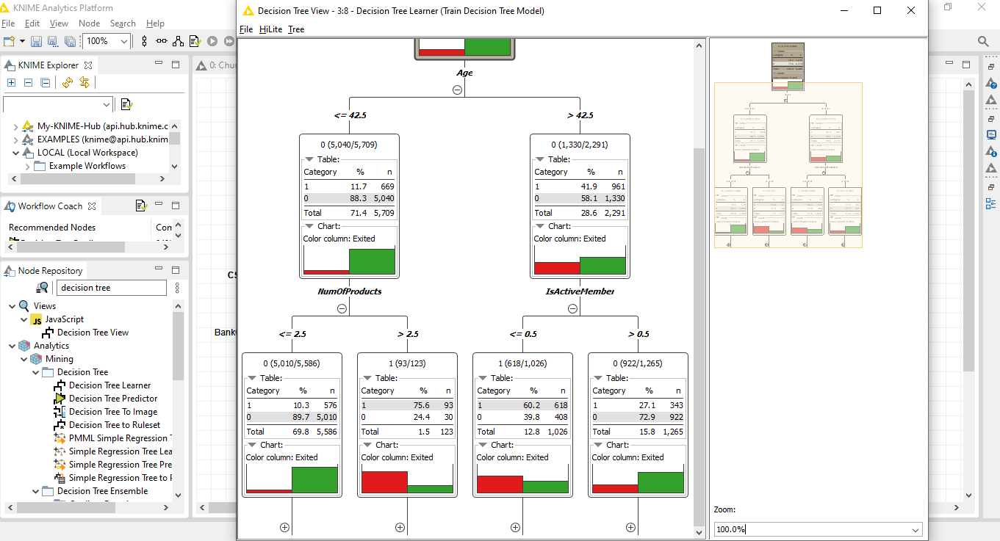 KNIME Analytics Platform
File Edit View Node Search Help
100%
KNIME Explorer
My-KNIME-Hub (api.hub.knime.c
EXAMPLES (knime@api.hub.knim
LOCAL (Local Workspace)
Example Workflows
Workflow Coach
Recommended Nodes Com
Node Repository
decision tree
Views
JavaScript
Decision Tree View
Analytics
Mining
Decision Tree
Decision Tree Learner
Decision Tree Predictor
Decision Tree To Image
Decision Tree to Ruleset
PMML Simple Regression T
Simple Regression Tree Lea
Simple Regression Tree Pre
Simple Regression Tree to P
Decision Tree Ensemble
0: Chur
CS
Bank
Decision Tree View - 3:8 - Decision Tree Learner (Train Decision Tree Model)
File HiLite Tree
Age
<= 42.5
> 42.5
0 (5,040/5,709)
Table:
Category % n
1 11.7 669
0 88.3 5,040
Total 71.4 5,709
Chart:
Color column: Exited
NumOfProducts
0 (1,330/2,291)
Table:
Category % n
1 41.9 961
0 58.1 1,330
Total 28.6 2,291
Chart:
Color column: Exited
IsActiveMember
<= 2.5
> 2.5
<= 0.5
> 0.5
0 (5,010/5,586)
Table:
Category % n
1 10.3 576
0 89.7 5,010
Total 69.8 5,586
Chart:
Color column: Exited
1 (93/123)
Table:
Category % n
1 75.6 93
0 24.4 30
Total 1.5 123
Chart:
Color column: Exited
1 (618/1,026)
Table:
Category % n
1 60.2 618
0 39.8 408
Total 12.8 1,026
Chart:
Color column: Exited
0 (922/1,265)
Table:
Category % n
1 27.1 343
0 72.9 922
Total 15.8 1,265
Chart:
Color column: Exited
Zoom:
100.0%